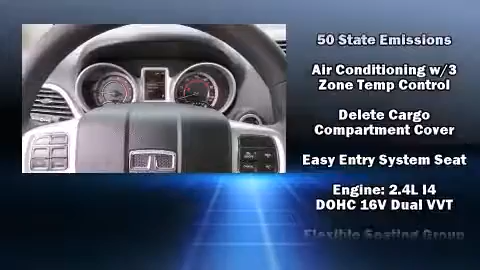 50 State Emissions
Air Conditioning w/3
Zone Temp Control
Delete Cargo
Compartment Cover
Easy Entry System Seat
Engine: 2.4L I4
DOHC 16V Dual VVT
Flexible Seating Group